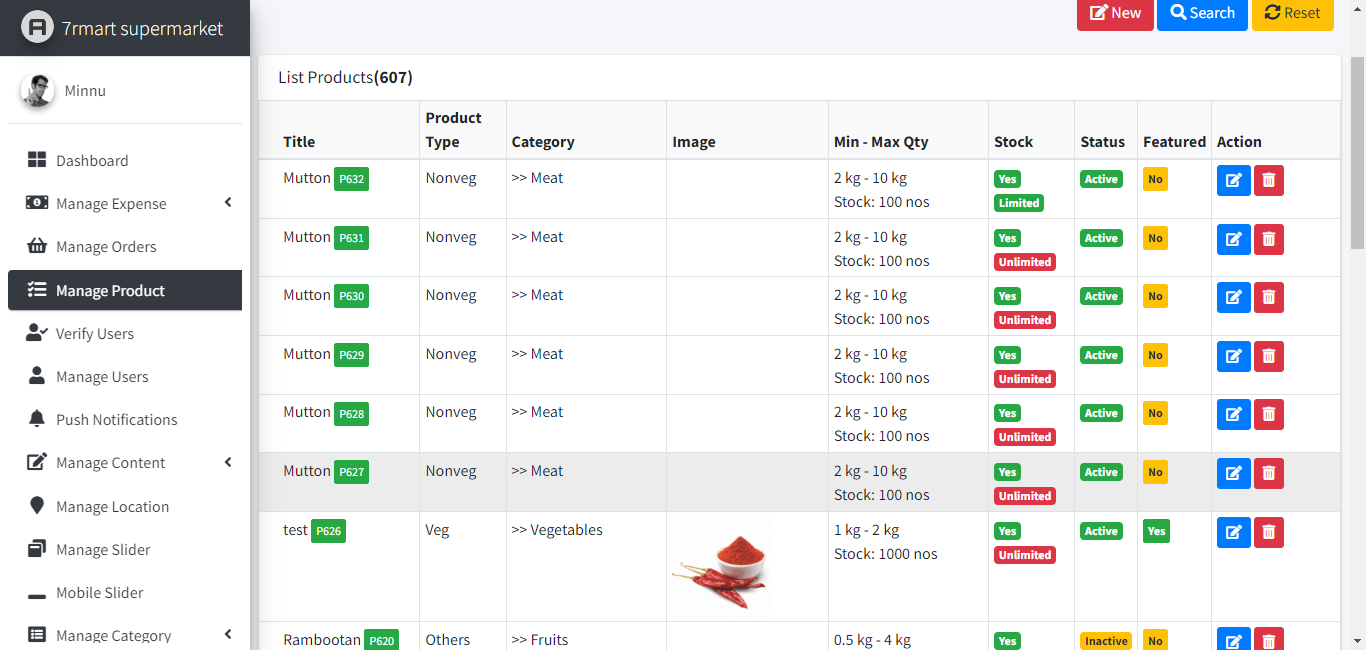 7rmart supermarket
Minnu
Dashboard
Manage Expense
Manage Orders
Manage Product
Verify Users
Manage Users
Push Notifications
Manage Content
Manage Location
Manage Slider
Mobile Slider
Manage Category
New Search Reset
List Products(607)
Title Product Type Category Image Min - Max Qty Stock Status Featured Action
Mutton P632 Nonveg >> Meat 2 kg - 10 kg Yes Active No
Stock: 100 nos Limited
Mutton P631 Nonveg >> Meat 2 kg - 10 kg Yes Active No
Stock: 100 nos Unlimited
Mutton P630 Nonveg >> Meat 2 kg - 10 kg Yes Active No
Stock: 100 nos Unlimited
Mutton P629 Nonveg >> Meat 2 kg - 10 kg Yes Active No
Stock: 100 nos Unlimited
Mutton P628 Nonveg >> Meat 2 kg - 10 kg Yes Active No
Stock: 100 nos Unlimited
Mutton P627 Nonveg >> Meat 2 kg - 10 kg Yes Active No
Stock: 100 nos Unlimited
test P626 Veg >> Vegetables 1 kg - 2 kg Yes Active Yes
Stock: 1000 nos Unlimited
Rambootan P620 Others >> Fruits 0.5 kg - 4 kg Yes Inactive No